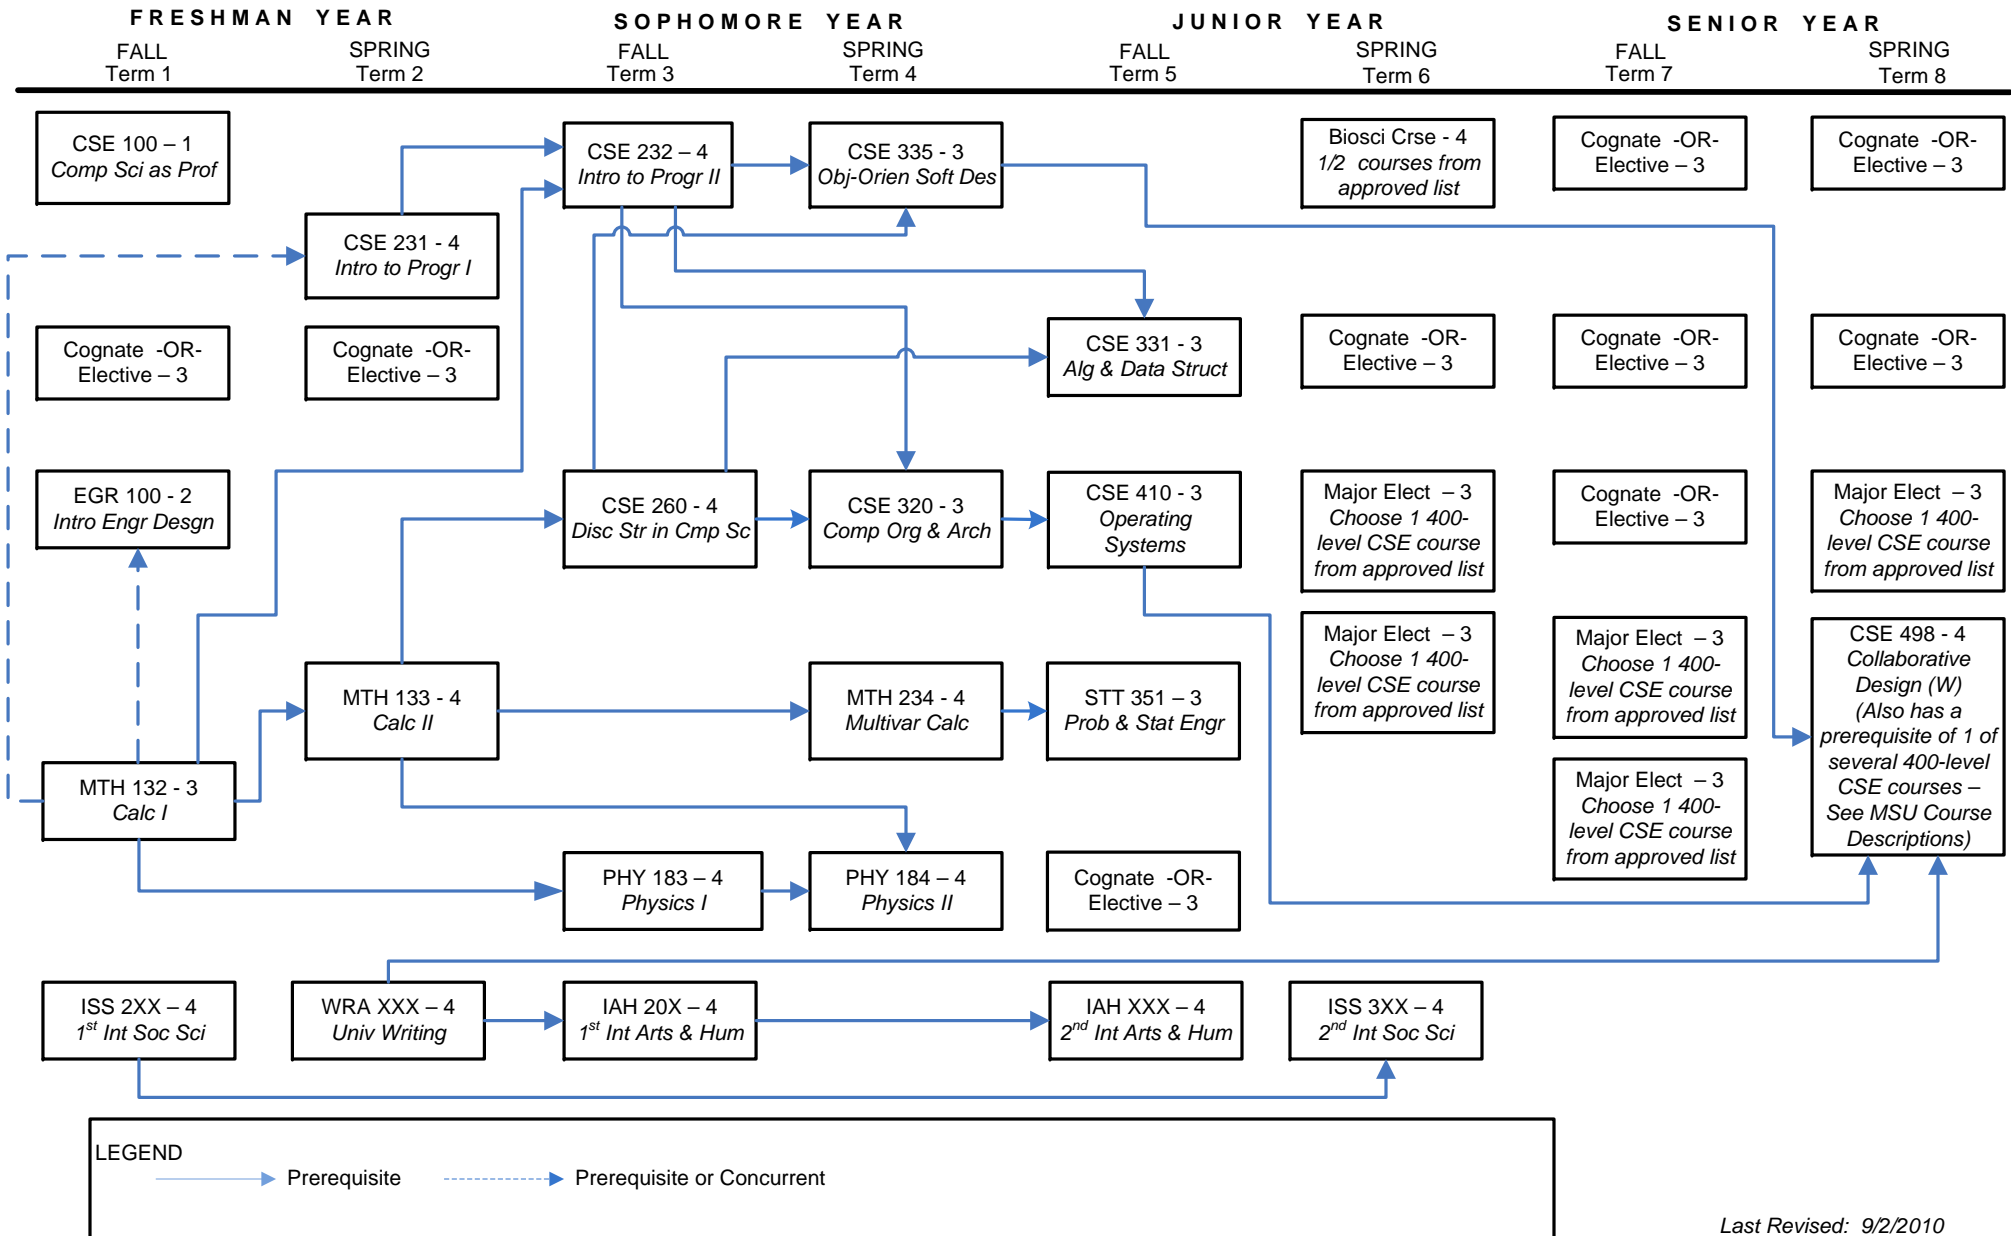 FRESHMAN YEAR
SOPHOMORE YEAR
JUNIOR YEAR
SENIOR YEAR
FALL
Term 1
SPRING
Term 2
FALL
Term 3
SPRING
Term 4
FALL
Term 5
SPRING
Term 6
FALL
Term 7
SPRING
Term 8
CSE 100 – 1
Comp Sci as Prof
CSE 232 – 4
Intro to Progr II
CSE 335 - 3
Obj-Orien Soft Des
Biosci Crse - 4
1/2 courses from
approved list
Cognate -OR-
Elective – 3
Cognate -OR-
Elective – 3
CSE 231 - 4
Intro to Progr I
Cognate -OR-
Elective – 3
Cognate -OR-
Elective – 3
CSE 331 - 3
Alg & Data Struct
Cognate -OR-
Elective – 3
Cognate -OR-
Elective – 3
Cognate -OR-
Elective – 3
EGR 100 - 2
Intro Engr Desgn
CSE 260 - 4
Disc Str in Cmp Sc
CSE 320 - 3
Comp Org & Arch
CSE 410 - 3
Operating
Systems
Major Elect – 3
Choose 1 400-
level CSE course
from approved list
Cognate -OR-
Elective – 3
Major Elect – 3
Choose 1 400-
level CSE course
from approved list
MTH 133 - 4
Calc II
MTH 234 - 4
Multivar Calc
STT 351 – 3
Prob & Stat Engr
Major Elect – 3
Choose 1 400-
level CSE course
from approved list
Major Elect – 3
Choose 1 400-
level CSE course
from approved list
CSE 498 - 4
Collaborative
Design (W)
(Also has a
prerequisite of 1 of
several 400-level
CSE courses –
See MSU Course
Descriptions)
MTH 132 - 3
Calc I
Major Elect – 3
Choose 1 400-
level CSE course
from approved list
PHY 183 – 4
Physics I
PHY 184 – 4
Physics II
Cognate -OR-
Elective – 3
ISS 2XX – 4
1st Int Soc Sci
WRA XXX – 4
Univ Writing
IAH 20X – 4
1st Int Arts & Hum
IAH XXX – 4
2nd Int Arts & Hum
ISS 3XX – 4
2nd Int Soc Sci
LEGEND
Prerequisite
Prerequisite or Concurrent
Last Revised: 9/2/2010